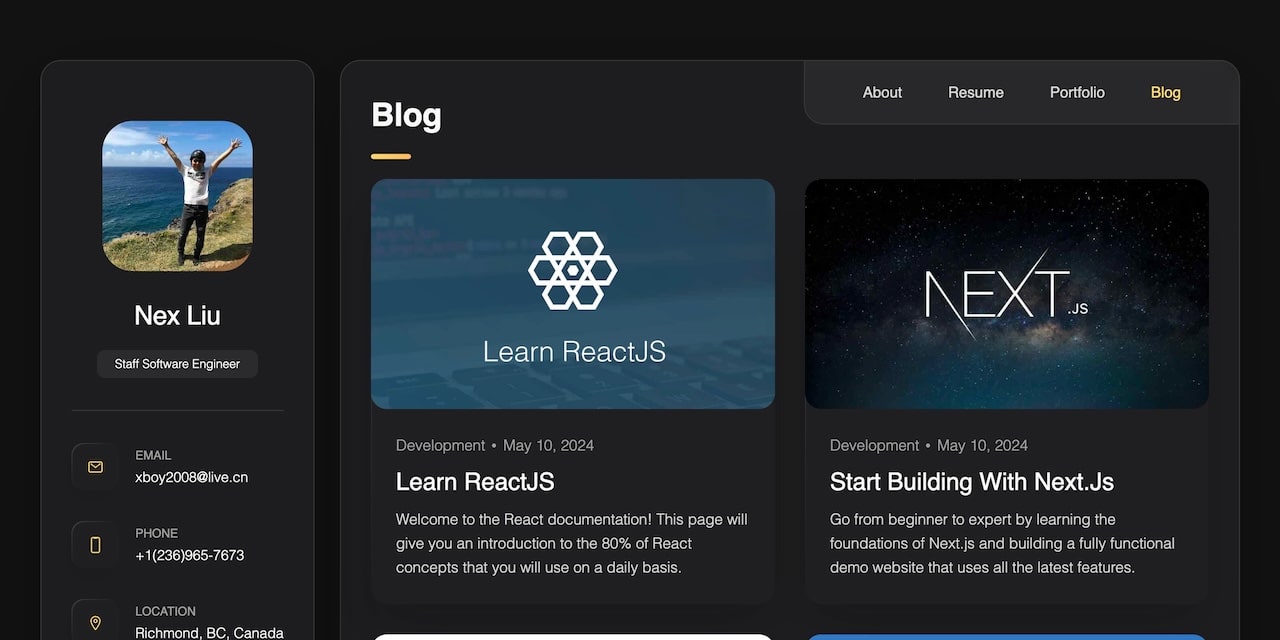 Nex Liu
Staff Software Engineer
EMAIL
xboy2008@live.cn
PHONE
+1(236)965-7673
LOCATION
Richmond, BC, Canada
About Resume Portfolio Blog
Blog
Learn ReactJS
Development • May 10, 2024
Learn ReactJS
Welcome to the React documentation! This page will
give you an introduction to the 80% of React
concepts that you will use on a daily basis.
NEXT.JS
Development • May 10, 2024
Start Building With Next.Js
Go from beginner to expert by learning the
foundations of Next.js and building a fully functional
demo website that uses all the latest features.